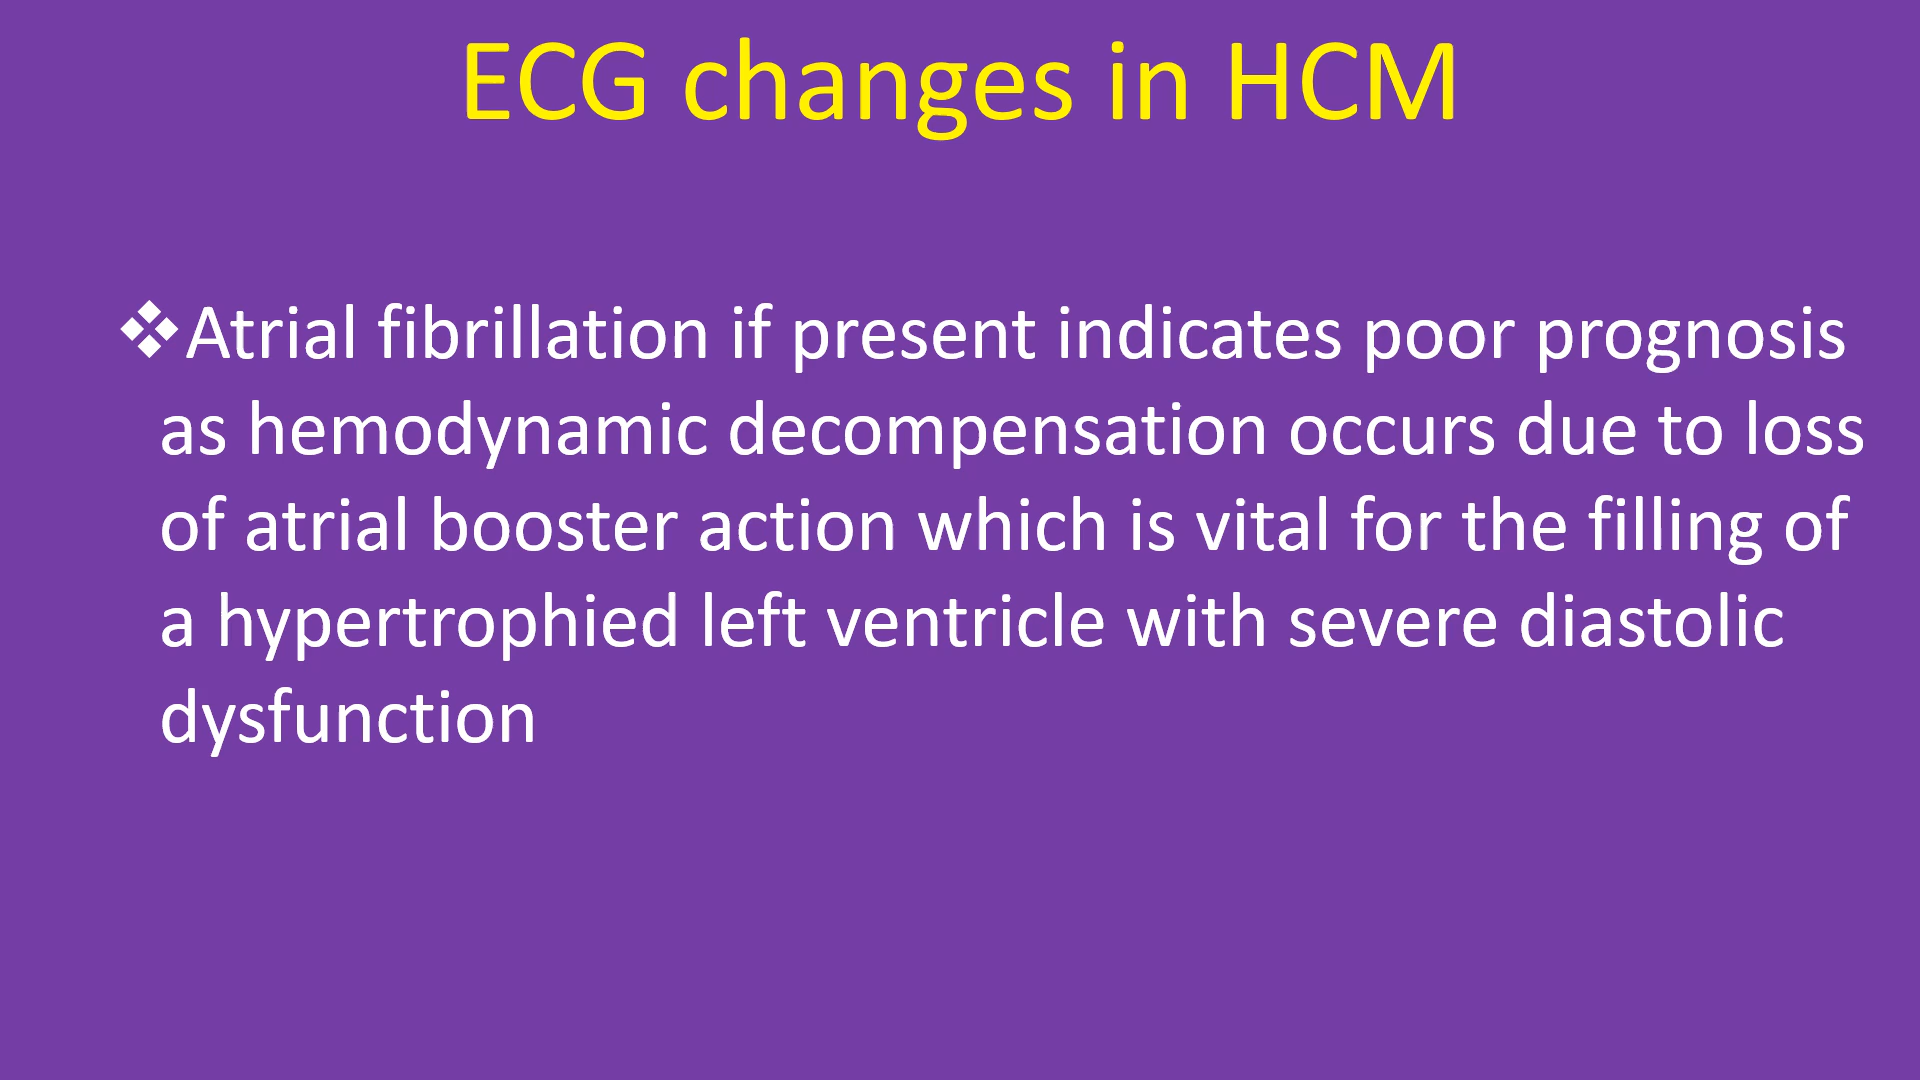 ECG changes in HCM
❖Atrial fibrillation if present indicates poor prognosis
as hemodynamic decompensation occurs due to loss
of atrial booster action which is vital for the filling of
a hypertrophied left ventricle with severe diastolic
dysfunction